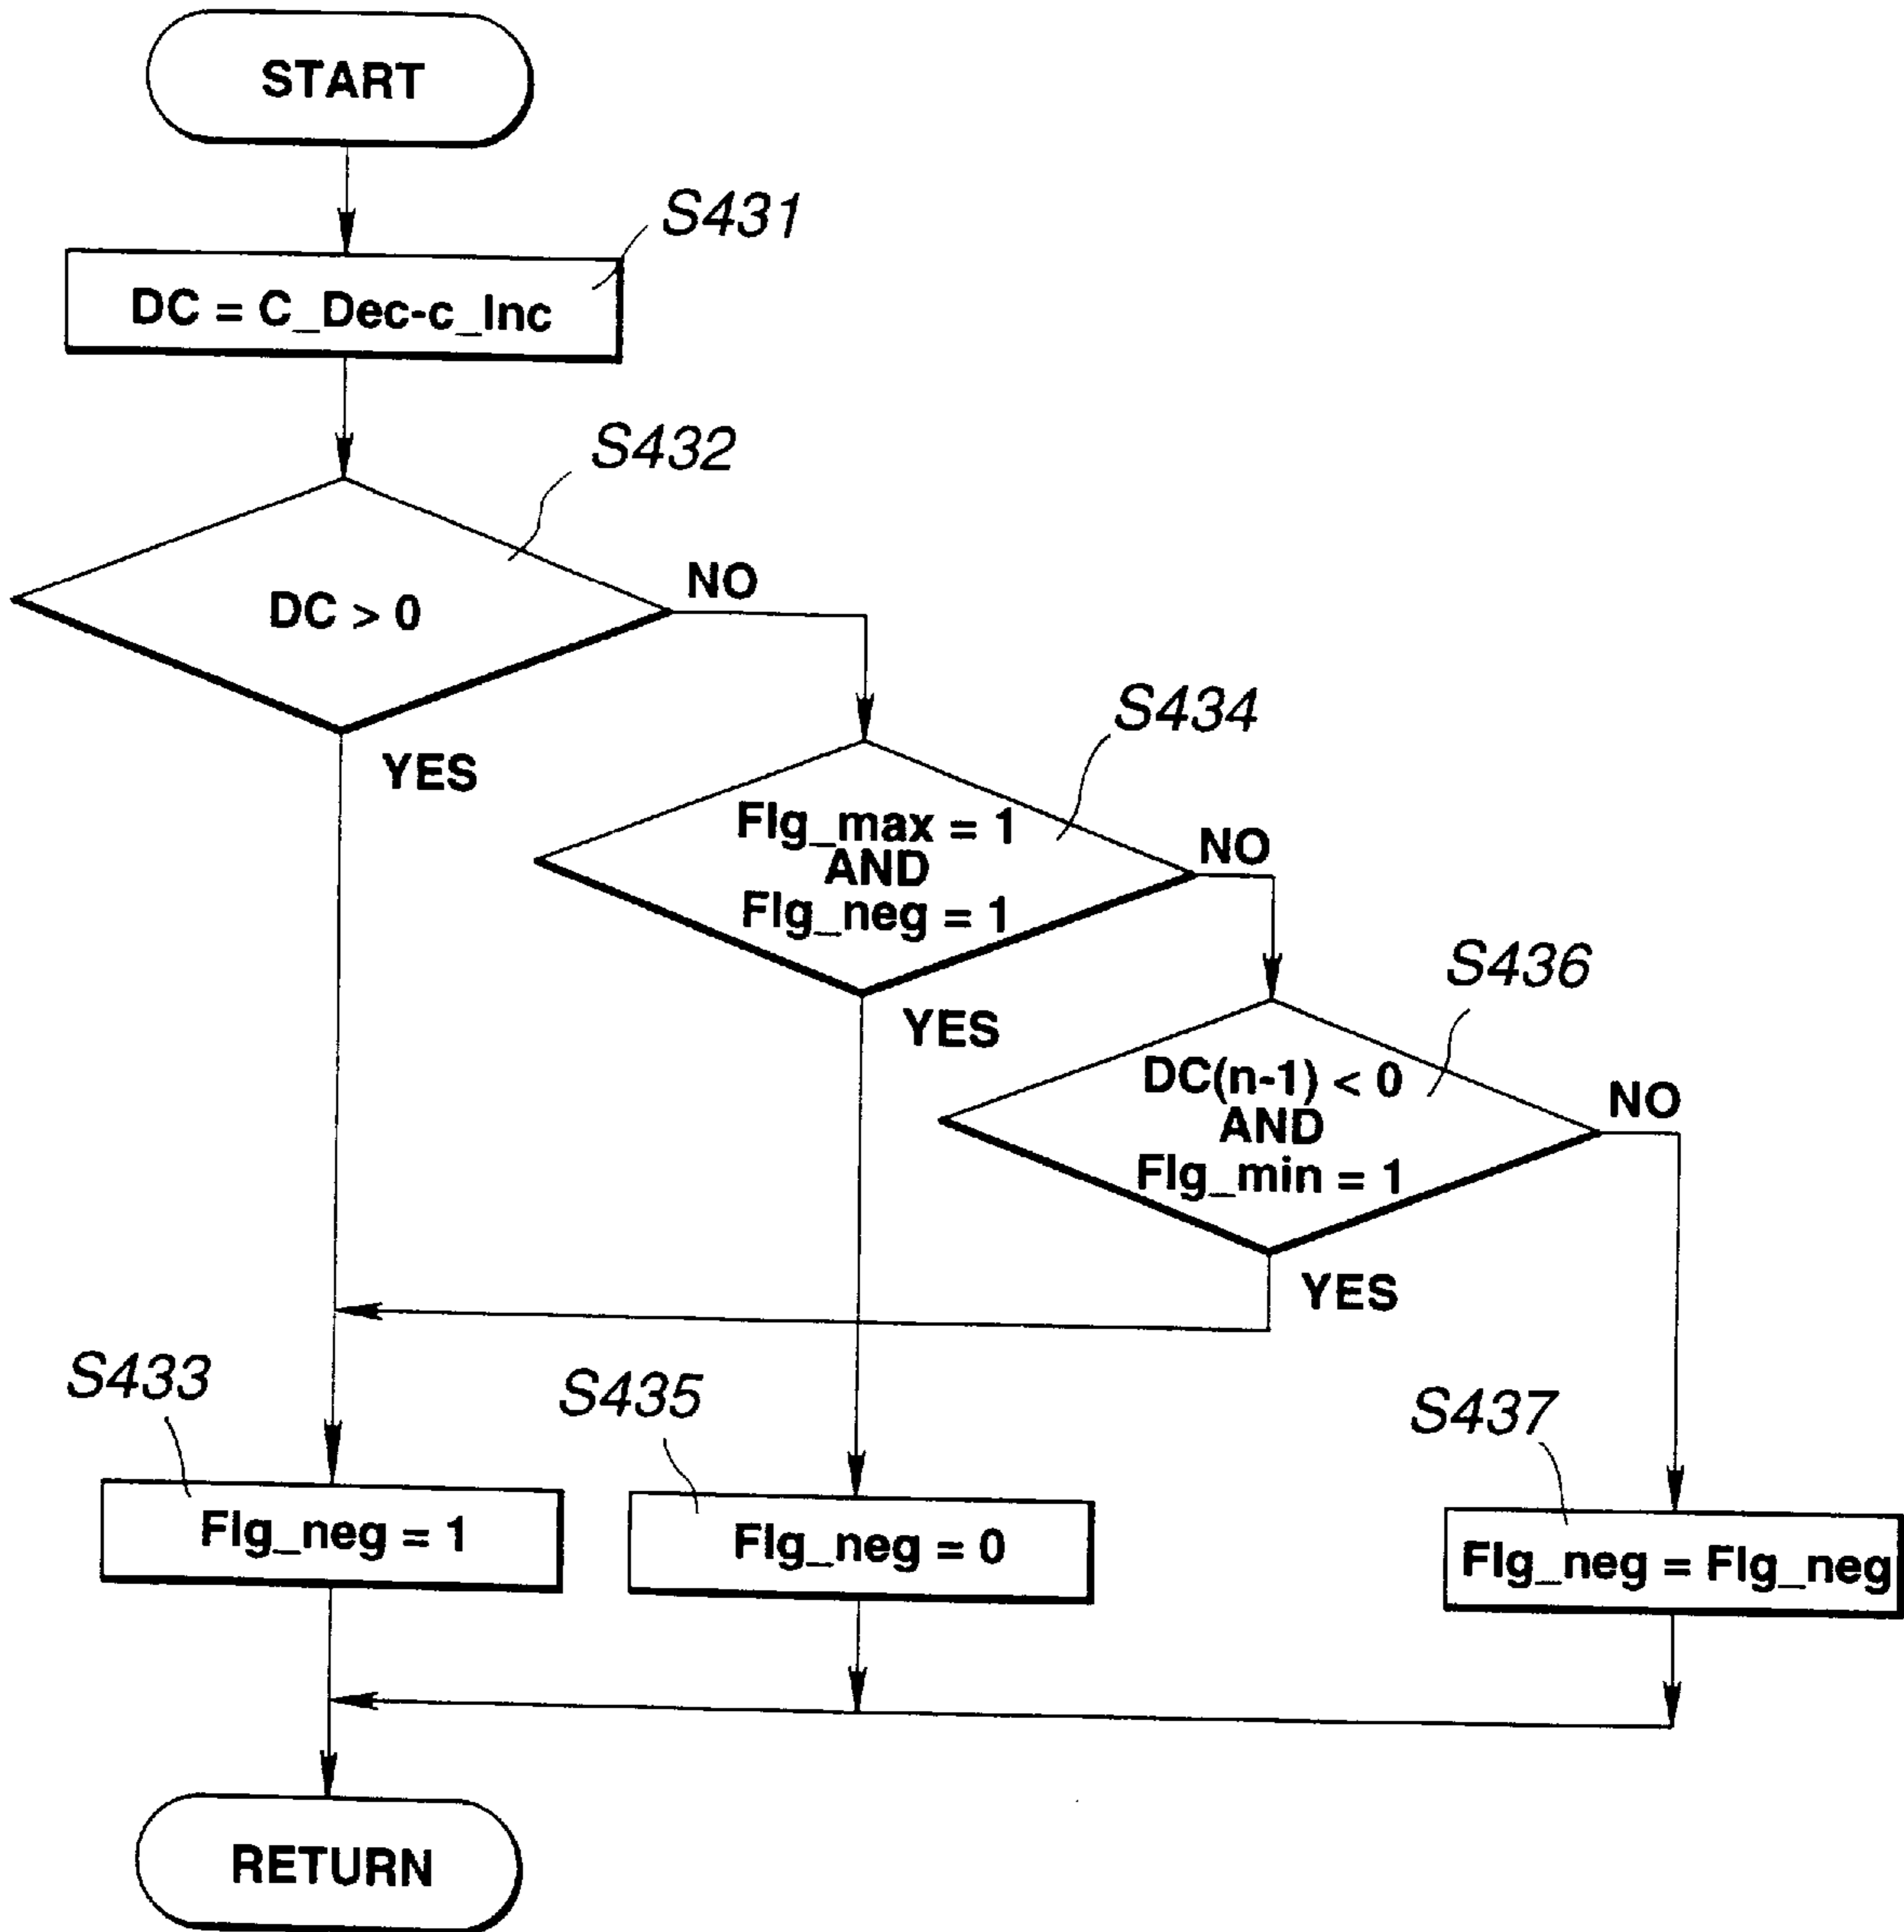 START
S431
DC = C_Dec-c_Inc
S432
DC > 0
NO
YES
S434
Flg_max = 1
AND
Flg_neg = 1
NO
YES
S436
DC(n-1) < 0
AND
Flg_min = 1
NO
YES
S433
Flg_neg = 1
S435
Flg_neg = 0
S437
Flg_neg = Flg_neg
RETURN